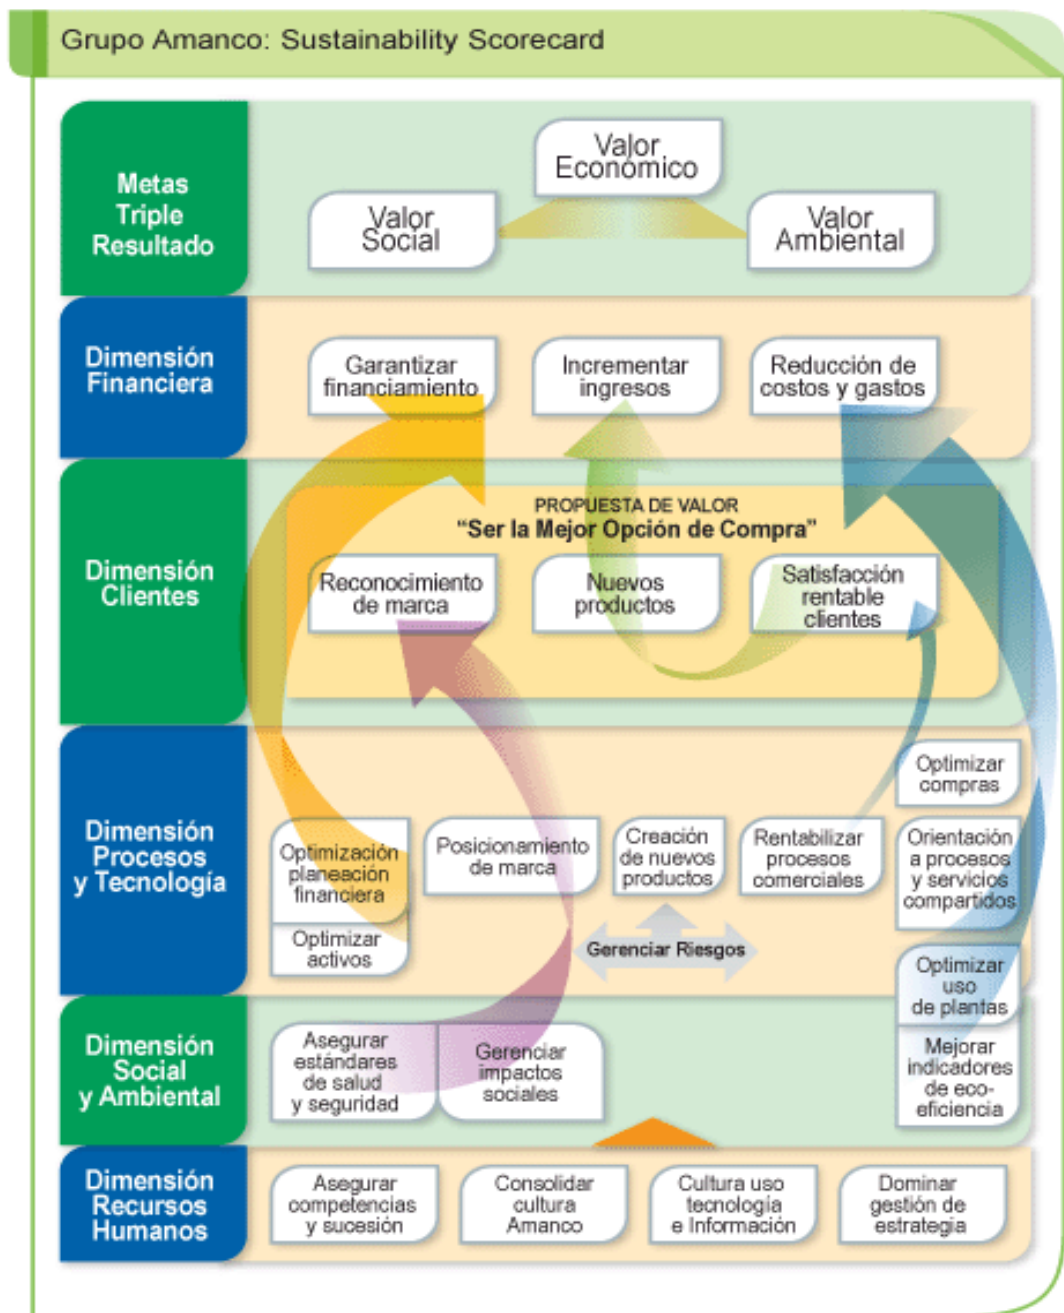 Grupo Amanco: Sustainability Scorecard
Metas
Triple
Resultado
Valor
Económico
Valor
Social
Valor
Ambiental
Dimensión
Financiera
Garantizar
financiamiento
Incrementar
ingresos
Reducción de
costos y gastos
Dimensión
Clientes
PROPUESTA DE VALOR
“Ser la Mejor Opción de Compra”
Reconocimiento
de marca
Nuevos
productos
Satisfacción
rentable
clientes
Dimensión
Procesos
y Tecnología
Optimizar
compras
Optimización
planeación
financiera
Posicionamiento
de marca
Creación
de nuevos
productos
Rentabilizar
procesos
comerciales
Orientación
a procesos
y servicios
compartidos
Optimizar
activos
Gerenciar Riesgos
Optimizar
uso
de plantas
Dimensión
Social
y Ambiental
Asegurar
estándares
de salud
y seguridad
Gerenciar
impactos
sociales
Mejorar
indicadores
de eco-
eficiencia
Dimensión
Recursos
Humanos
Asegurar
competencias
y sucesión
Consolidar
cultura
Amanco
Cultura uso
tecnología
e Información
Dominar
gestión de
estrategia